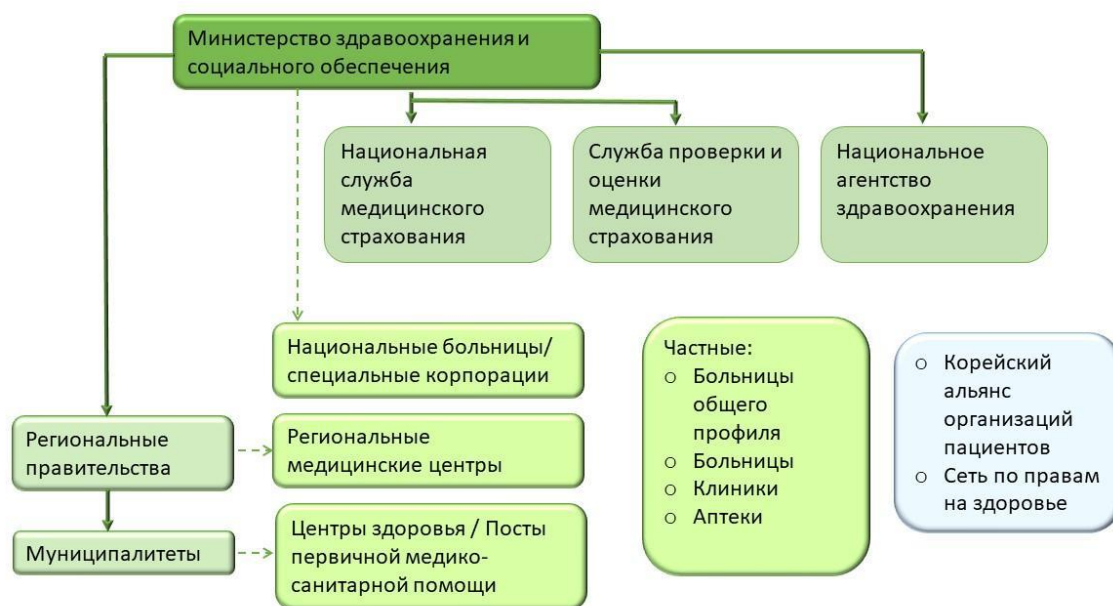 Министерство здравоохранения и
социального обеспечения
Национальная
служба
медицинского
страхования
Служба проверки и
оценки
медицинского
страхования
Национальное
агентство
здравоохранения
Национальные больницы/
специальные корпорации
Региональные
правительства
Региональные
медицинские центры
Муниципалитеты
Центры здоровья / Посты
первичной медико-
санитарной помощи
Частные:
o Больницы
общего
профиля
o Больницы
o Клиники
o Аптеки
o Корейский
альянс
организаций
пациентов
o Сеть по правам
на здоровье